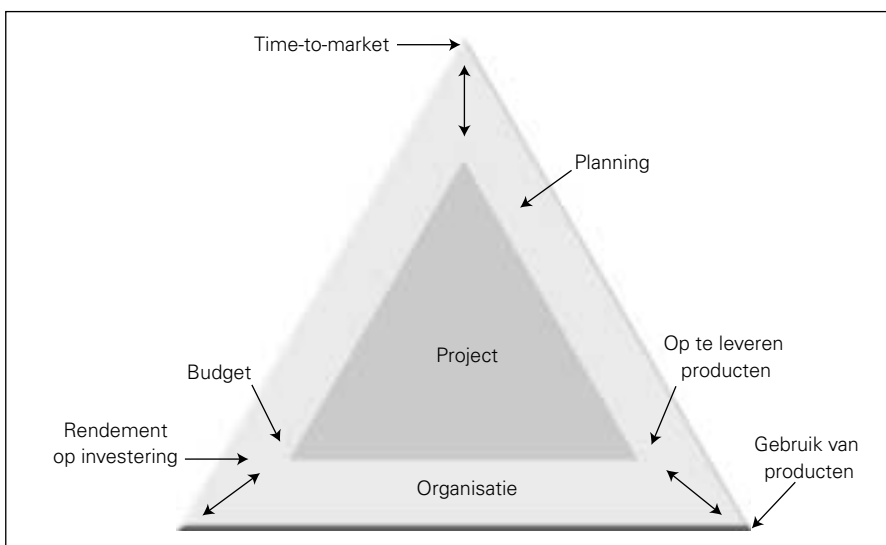 Time-to-market
Planning
Op te leveren
producten
Project
Budget
Rendement
op investering
Gebruik van
producten
Organisatie